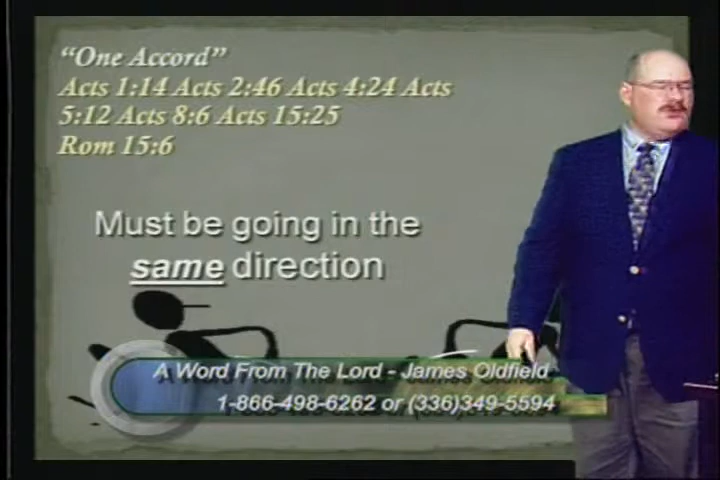 “One Accord”
Acts 1:14 Acts 2:46 Acts 4:24 Acts
5:12 Acts 8:6 Acts 15:25
Rom 15:6
Must be going in the
same direction
A Word From The Lord - James Oldfield
1-866-498-6262 or (336)349-5594